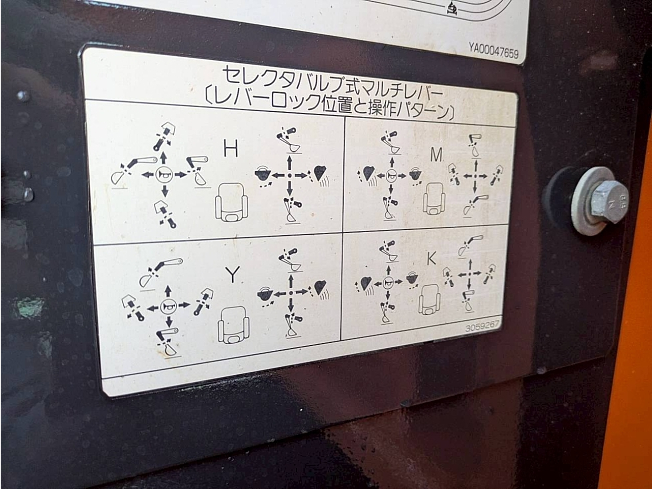 YA00047659
セレクタバルブ式マルチレバー
〔レバーロック位置と操作パターン〕
H
M
Y
K
3059267